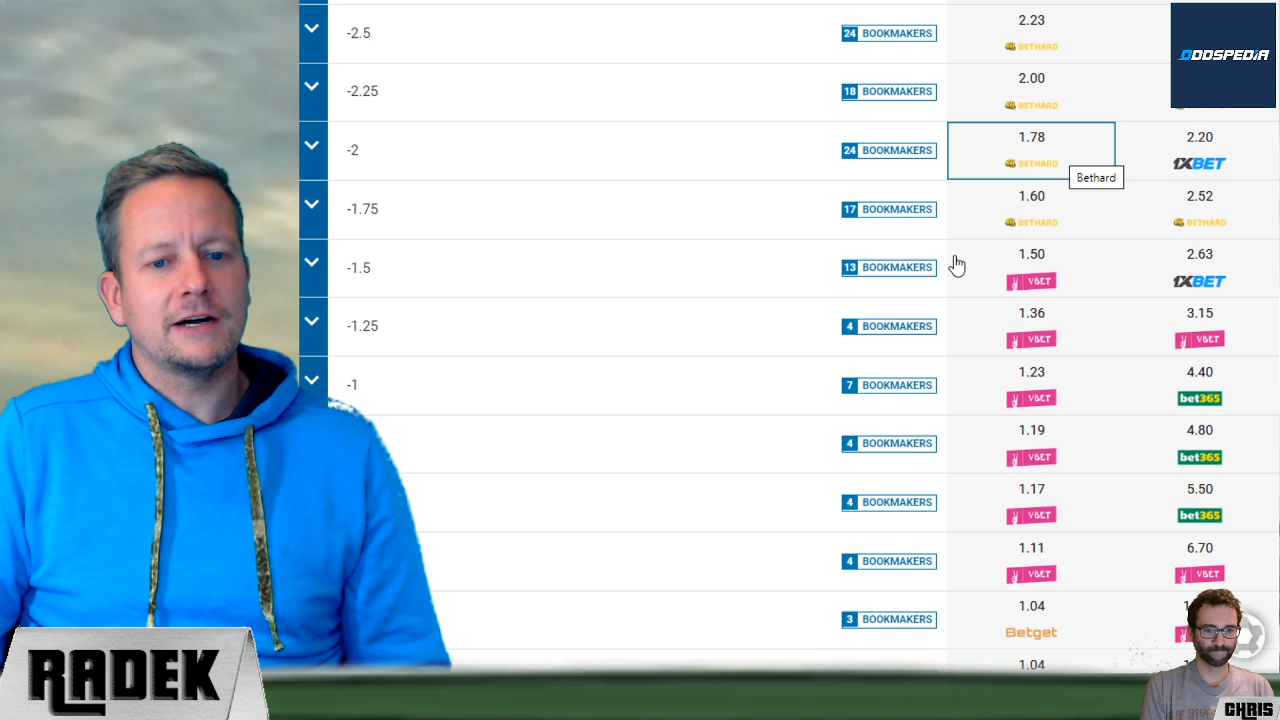 -2.5 24 BOOKMAKERS 2.23
BETHARD
ODDSPEDIA
-2.25 18 BOOKMAKERS 2.00
BETHARD
-2 24 BOOKMAKERS 1.78 2.20
BETHARD 1XBET
Bethard
-1.75 17 BOOKMAKERS 1.60 2.52
BETHARD BETHARD
-1.5 13 BOOKMAKERS 1.50 2.63
VBET 1XBET
-1.25 4 BOOKMAKERS 1.36 3.15
VBET VBET
-1 7 BOOKMAKERS 1.23 4.40
VBET bet365
4 BOOKMAKERS 1.19 4.80
VBET bet365
4 BOOKMAKERS 1.17 5.50
VBET bet365
4 BOOKMAKERS 1.11 6.70
VBET VBET
3 BOOKMAKERS 1.04
Betget
1.04
RADEK
CHRIS